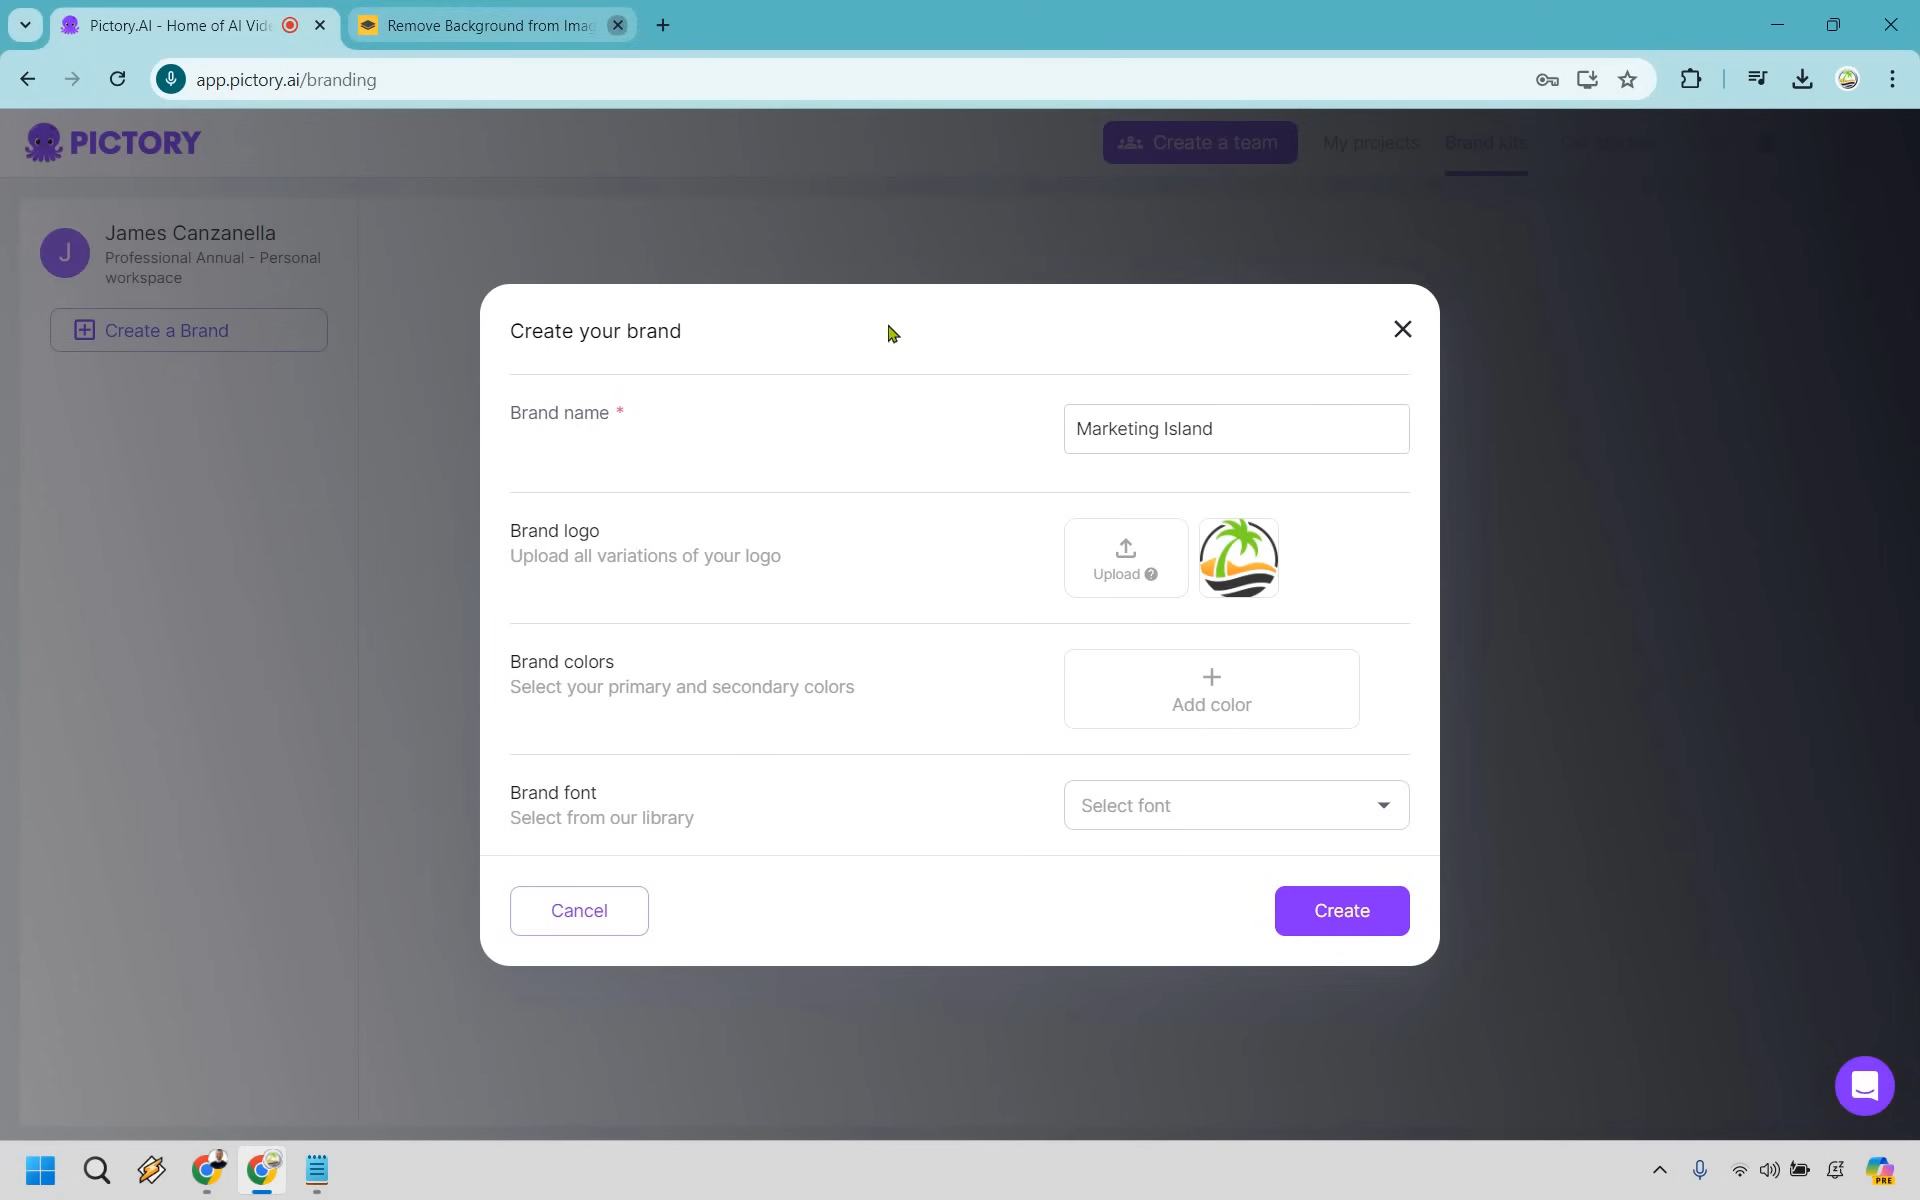 Pictory.AI - Home of AI Vide
Remove Background from Imag
app.pictory.ai/branding
PICTORY
Create a team
My projects
Brand kits
James Canzanella
J
Professional Annual - Personal
workspace
Create a Brand
Create your brand
Brand name *
Marketing Island
Brand logo
Upload all variations of your logo
Upload ?
Brand colors
Select your primary and secondary colors
Add color
Brand font
Select from our library
Select font
Cancel
Create
PRE